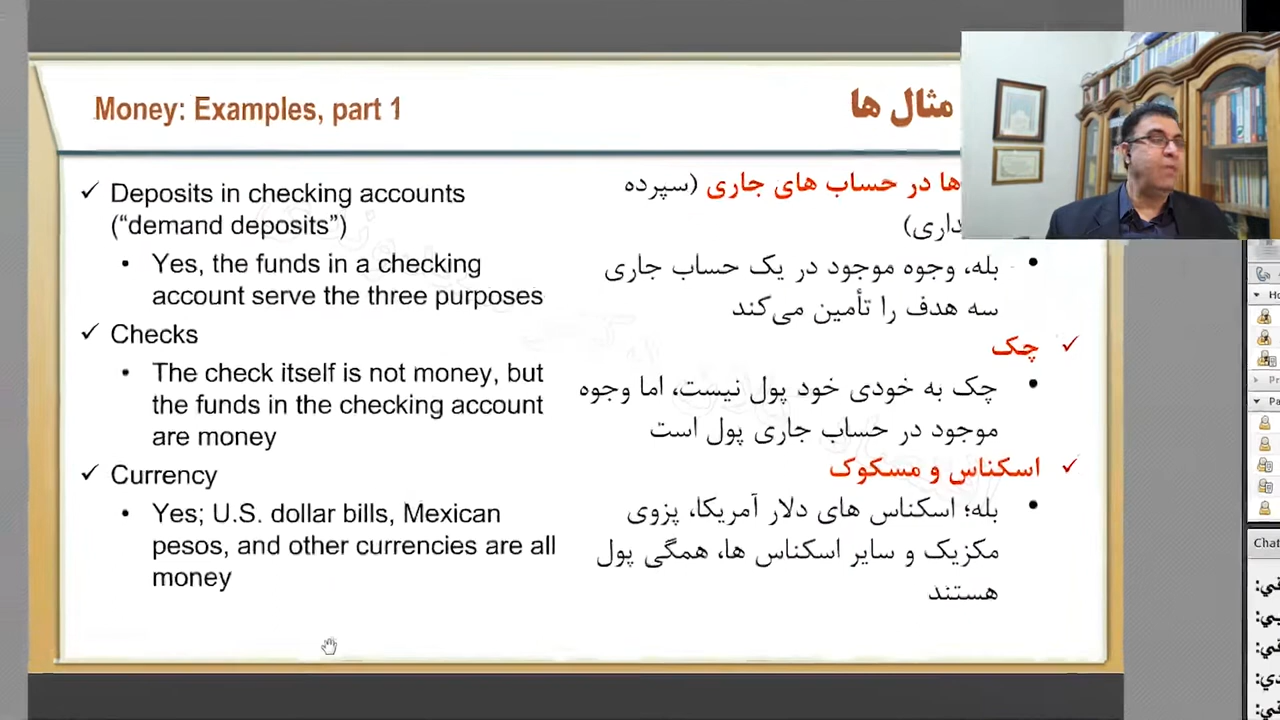 Money: Examples, part 1
مثال ها
✓ Deposits in checking accounts
(“demand deposits”)
• Yes, the funds in a checking
account serve the three purposes
✓ Checks
• The check itself is not money, but
the funds in the checking account
are money
✓ Currency
• Yes; U.S. dollar bills, Mexican
pesos, and other currencies are all
money
ها در حساب های جاری (سپرده
داری)
• بله، وجوه موجود در یک حساب جاری
سه هدف را تأمین می‌کند
✓ چک
• چک به خودی خود پول نیست، اما وجوه
موجود در حساب جاری پول است
✓ اسکناس و مسکوک
• بله؛ اسکناس های دلار آمریکا، پزوی
مکزیک و سایر اسکناس ها، همگی پول
هستند
Chat